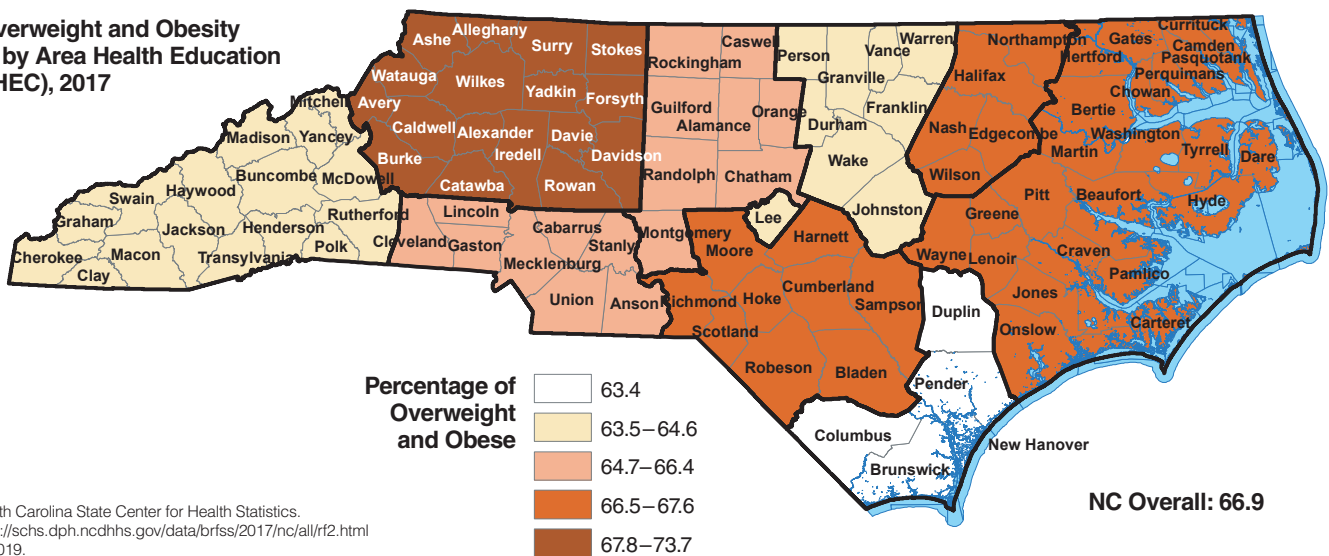 verweight and Obesity
by Area Health Education
HEC), 2017
Ashe
Alleghany
Surry
Stokes
Watauga
Wilkes
Yadkin
Forsyth
Avery
Caldwell
Alexander
Davie
Iredell
Davidson
Burke
Catawba
Rowan
Caswell
Rockingham
Guilford
Alamance
Orange
Randolph
Chatham
Person
Vance
Warren
Granville
Franklin
Durham
Wake
Johnston
Lee
Northampton
Halifax
Nash
Edgecombe
Wilson
Currituck
Gates
Camden
Hertford
Pasquotank
Perquimans
Chowan
Bertie
Washington
Martin
Tyrrell
Dare
Pitt
Beaufort
Hyde
Greene
Wayne
Lenoir
Craven
Pamlico
Jones
Onslow
Carteret
Mitchell
Madison
Yancey
Buncombe
McDowell
Haywood
Swain
Rutherford
Graham
Jackson
Henderson
Polk
Cherokee
Macon
Transylvania
Clay
Cleveland
Lincoln
Gaston
Cabarrus
Stanly
Mecklenburg
Union
Anson
Montgomery
Moore
Harnett
Richmond
Hoke
Cumberland
Sampson
Scotland
Robeson
Bladen
Duplin
Pender
Columbus
New Hanover
Brunswick
Percentage of
Overweight
and Obese
63.4
63.5–64.6
64.7–66.4
66.5–67.6
67.8–73.7
NC Overall: 66.9
th Carolina State Center for Health Statistics.
://schs.dph.ncdhhs.gov/data/brfss/2017/nc/all/rf2.html
019.